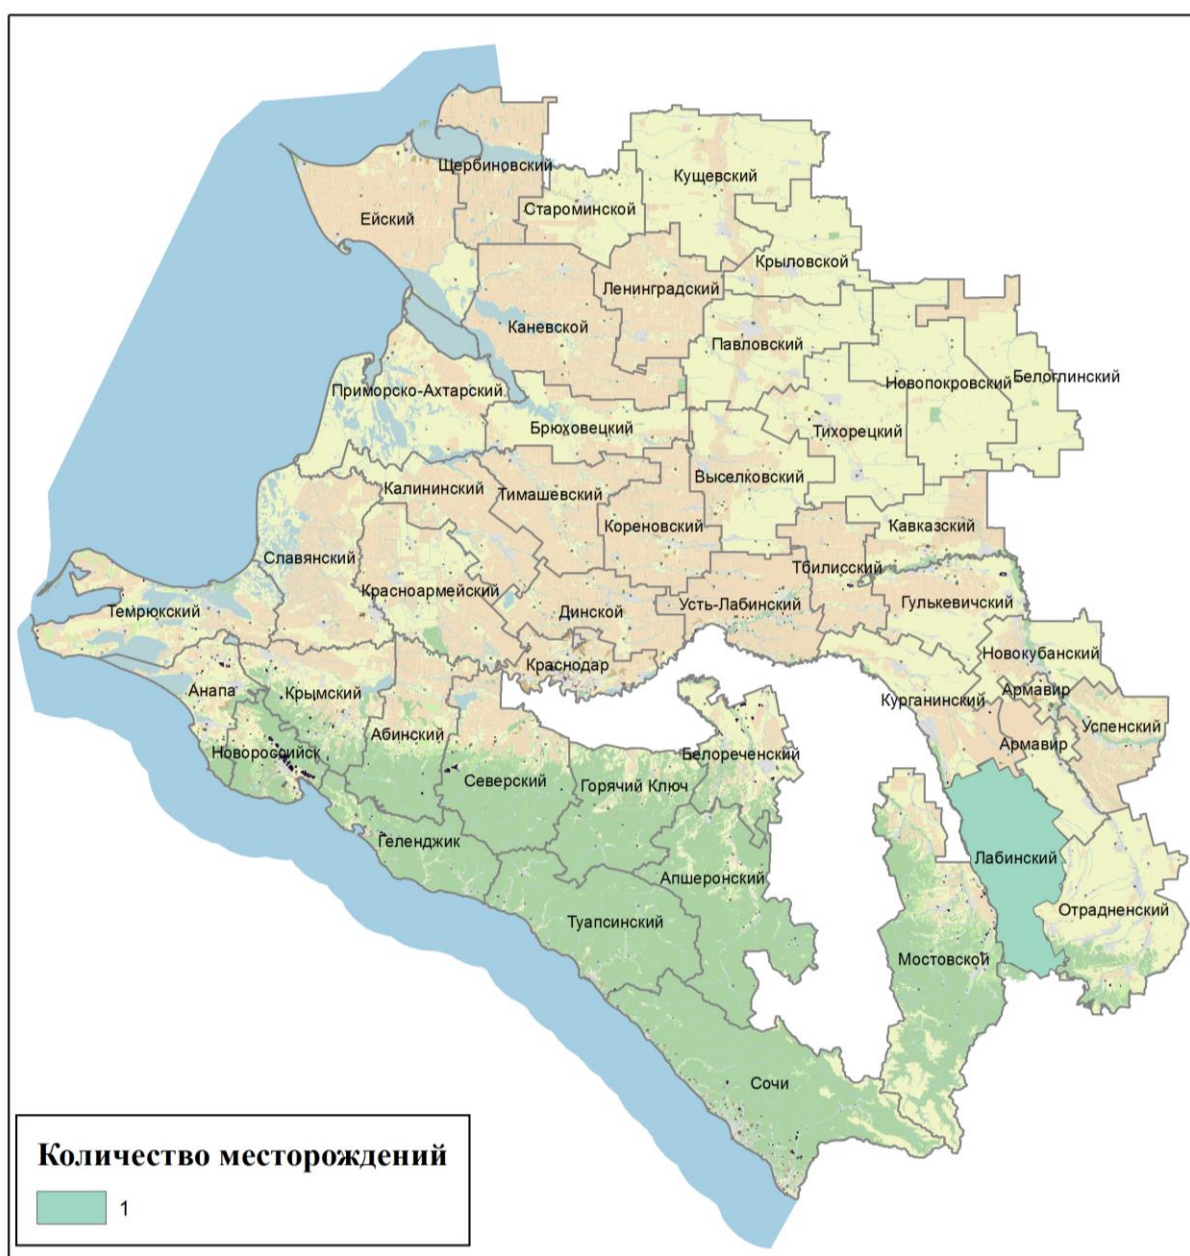 Щербиновский
Кущевский
Староминской
Ейский
Крыловской
Ленинградский
Каневской
Павловский
Новопокровский
Белоглинский
Приморско-Ахтарский
Брюховецкий
Тихорецкий
Выселковский
Калининский
Тимашевский
Кореновский
Кавказский
Славянский
Тбилисский
Красноармейский
Гулькевичский
Темрюкский
Динской
Усть-Лабинский
Новокубанский
Краснодар
Анапа
Крымский
Курганинский
Армавир
Успенский
Абинский
Новороссийск
Белореченский
Армавир
Северский
Горячий Ключ
Геленджик
Лабинский
Апшеронский
Отрадненский
Туапсинский
Мостовской
Сочи
Количество месторождений
1